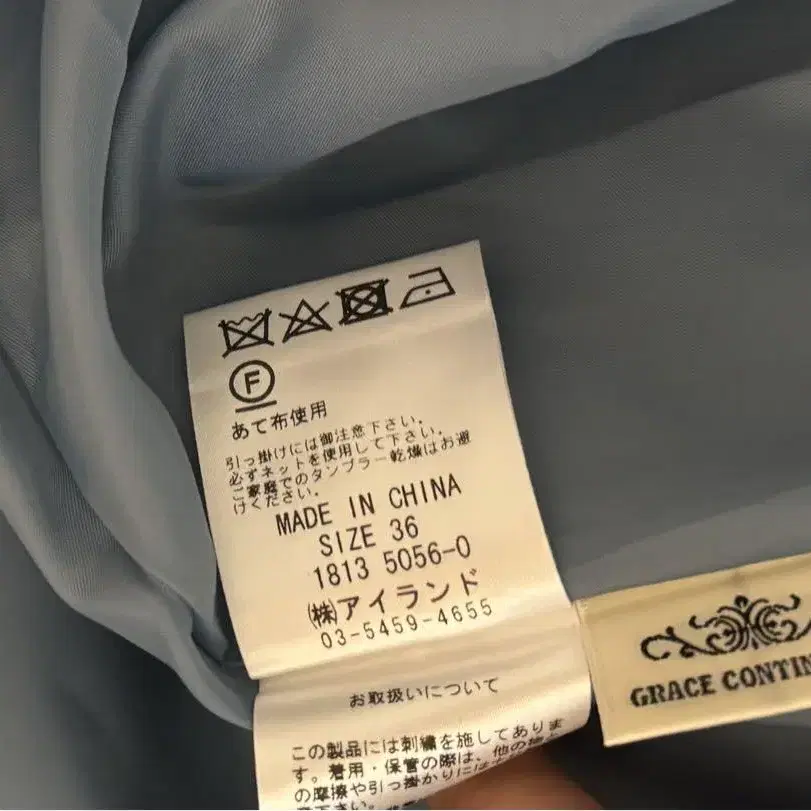 F
あて布使用
引っ掛けには御注意下さい。
必ずネットを使用して下さい。
ご家庭でのタンブラー乾燥はお避
けください。
MADE IN CHINA
SIZE 36
1813 5056-0
㈱アイランド
03-5459-4655
お取扱いについて
この製品には刺繍を施してありま
す。着用・保管の際は、他の物と
の摩擦や引っ掛かりには
下さい。
GRACE CONTIN